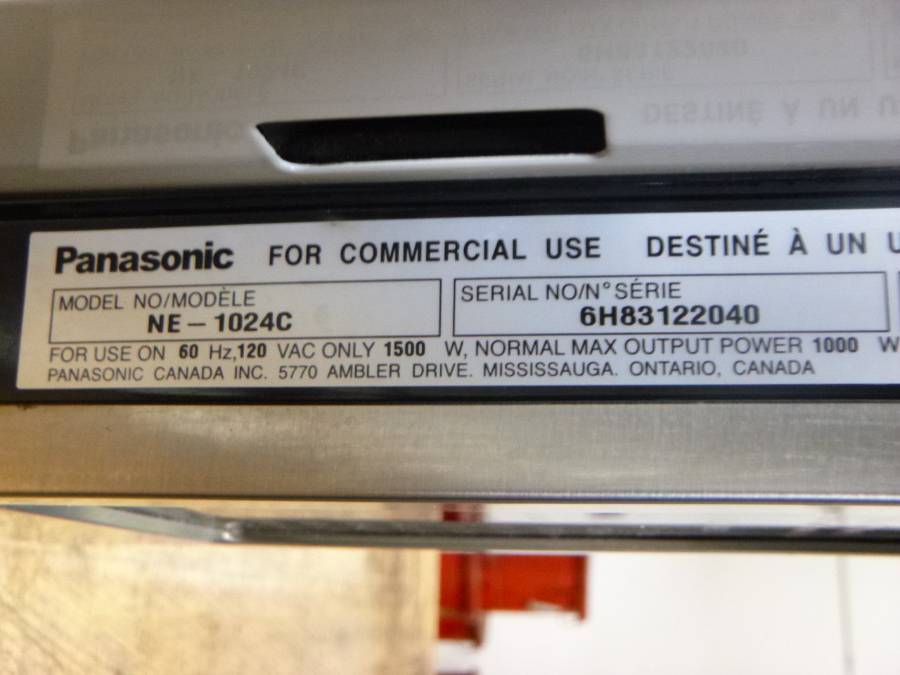 Panasonic FOR COMMERCIAL USE DESTINÉ À UN U
MODEL NO/MODÈLE
NE-1024C
SERIAL NO/N° SÉRIE
6H83122040
FOR USE ON 60 Hz,120 VAC ONLY 1500 W, NORMAL MAX OUTPUT POWER 1000 W
PANASONIC CANADA INC. 5770 AMBLER DRIVE. MISSISSAUGA. ONTARIO, CANADA